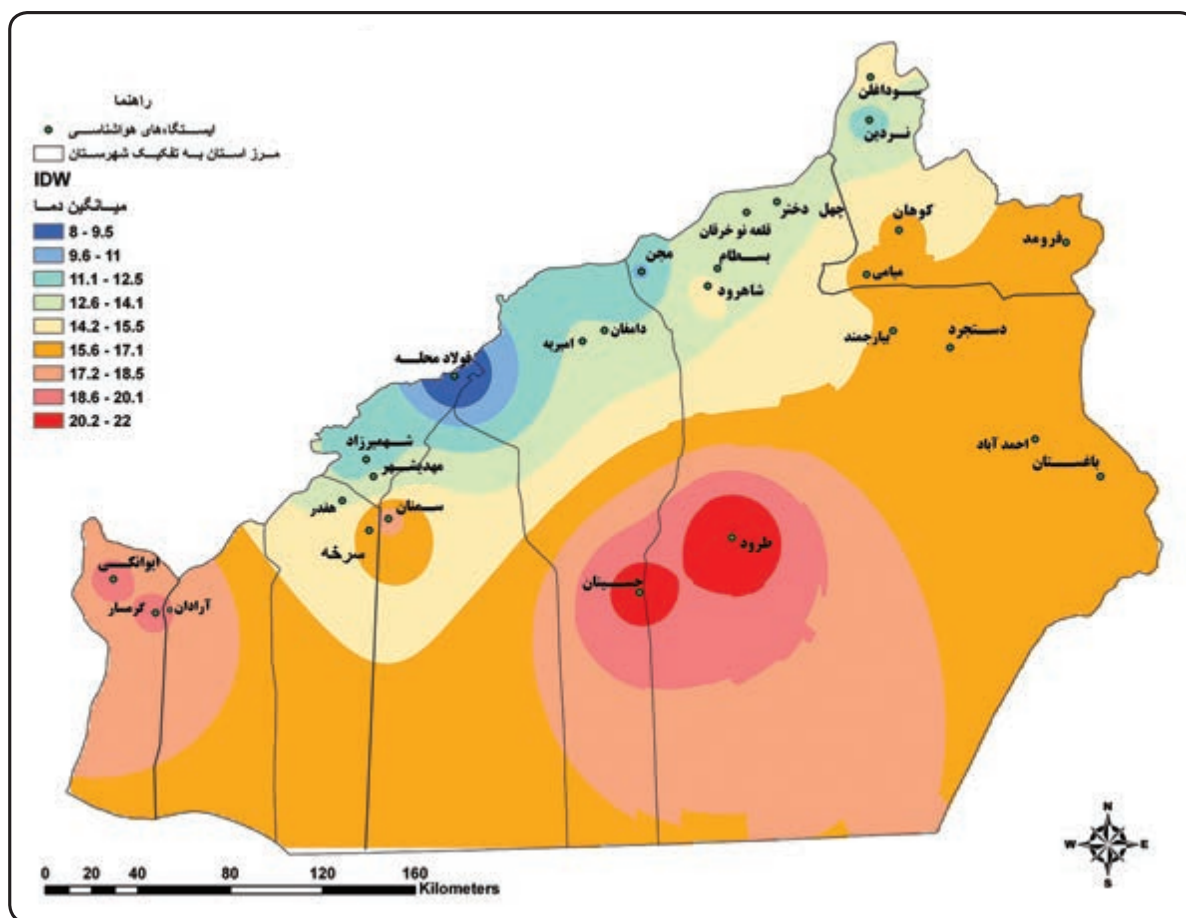 راهنما
ایستگاه‌های هواشناسی
مرز استان به تفکیک شهرستان
IDW
میانگین دما
8 - 9.5
9.6 - 11
11.1 - 12.5
12.6 - 14.1
14.2 - 15.5
15.6 - 17.1
17.2 - 18.5
18.6 - 20.1
20.2 - 22
سوداغلن
نردین
چهل دختر
قلعه نو خرقان
کوهان
فرومد
مجن
بسطام
میامی
شاهرود
دامغان
امیریه
بیارجمند
دستجرد
فولاد محله
احمد آباد
باغستان
شهمیرزاد
مهدیشهر
هفدر
سمنان
سرخه
طرود
ایوانکی
گرمسار
آرادان
N
W
E
S
0 20 40 80 120 160
Kilometers